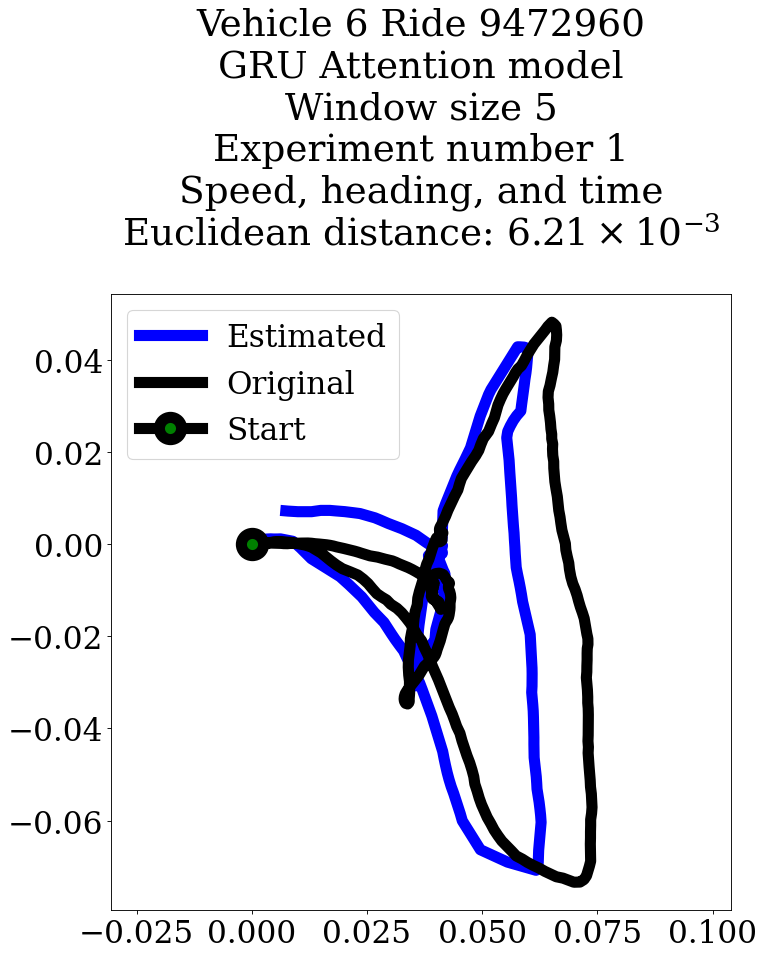 Vehicle 6 Ride 9472960
GRU Attention model
Window size 5
Experiment number 1
Speed, heading, and time
Euclidean distance: 6.21 × 10⁻³
Estimated
Original
Start
0.04
0.02
0.00
−0.02
−0.04
−0.06
−0.025 0.000 0.025 0.050 0.075 0.100